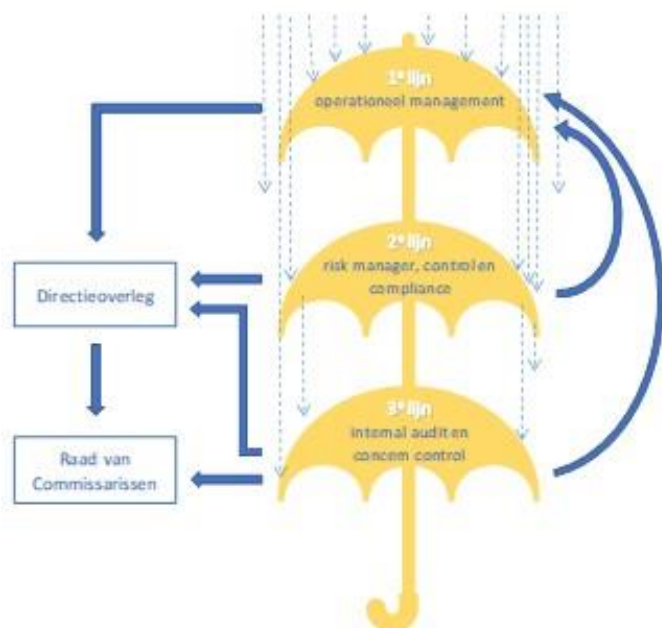 1e lijn
operationeel management
2e lijn
risk manager, control en
compliance
Directieoverleg
3e lijn
internal audit en
concern control
Raad van
Commissarissen